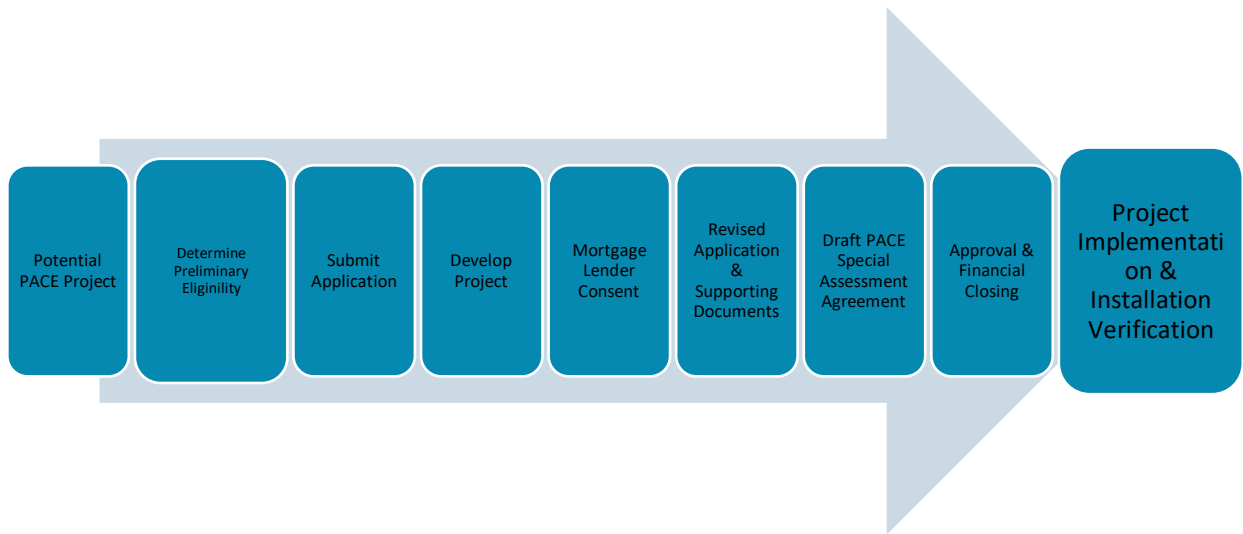 Potential
PACE Project
Determine
Preliminary
Eliginility
Submit
Application
Develop
Project
Mortgage
Lender
Consent
Revised
Application
&
Supporting
Documents
Draft PACE
Special
Assessment
Agreement
Approval &
Financial
Closing
Project
Implementati
on &
Installation
Verification